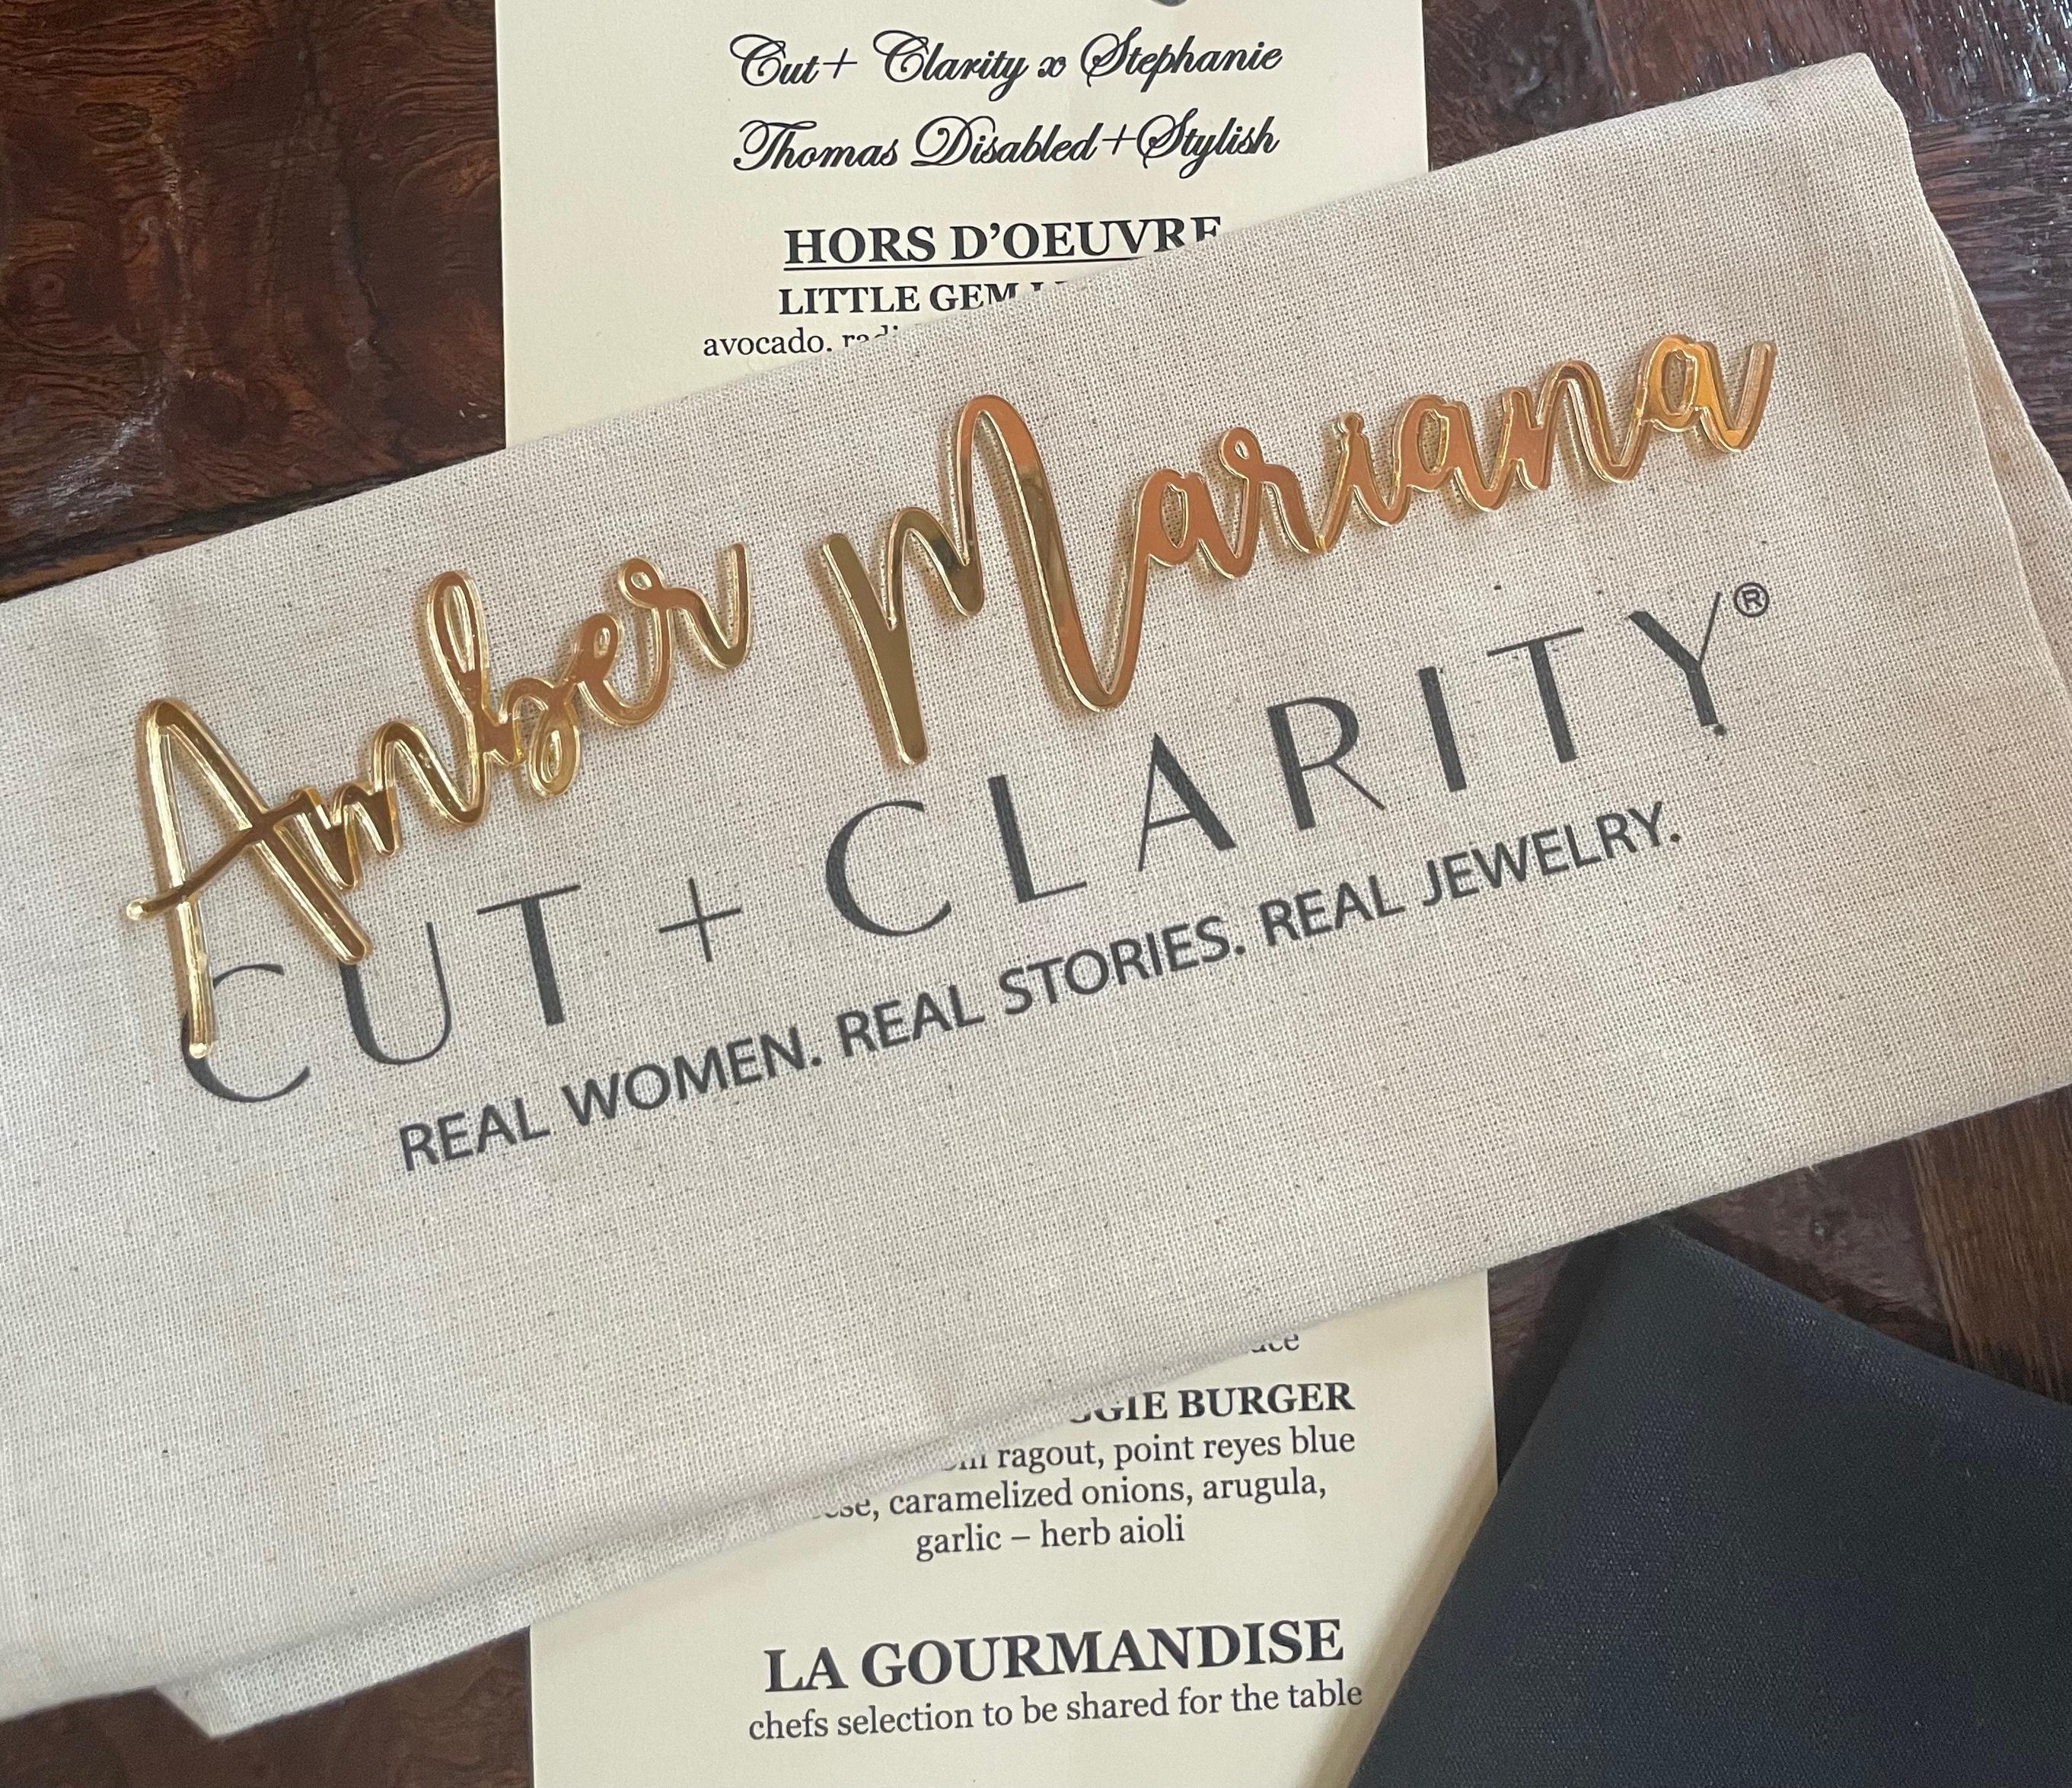 Cut+ Clarity x Stephanie
Thomas Disabled+Stylish
HORS D'OEUVRE
LITTLE GEM
avocado,
Amber Mariana
CUT + CLARITY®
REAL WOMEN. REAL STORIES. REAL JEWELRY.
BURGER
ragout, point reyes blue
caramelized onions, arugula,
garlic – herb aioli
LA GOURMANDISE
chefs selection to be shared for the table